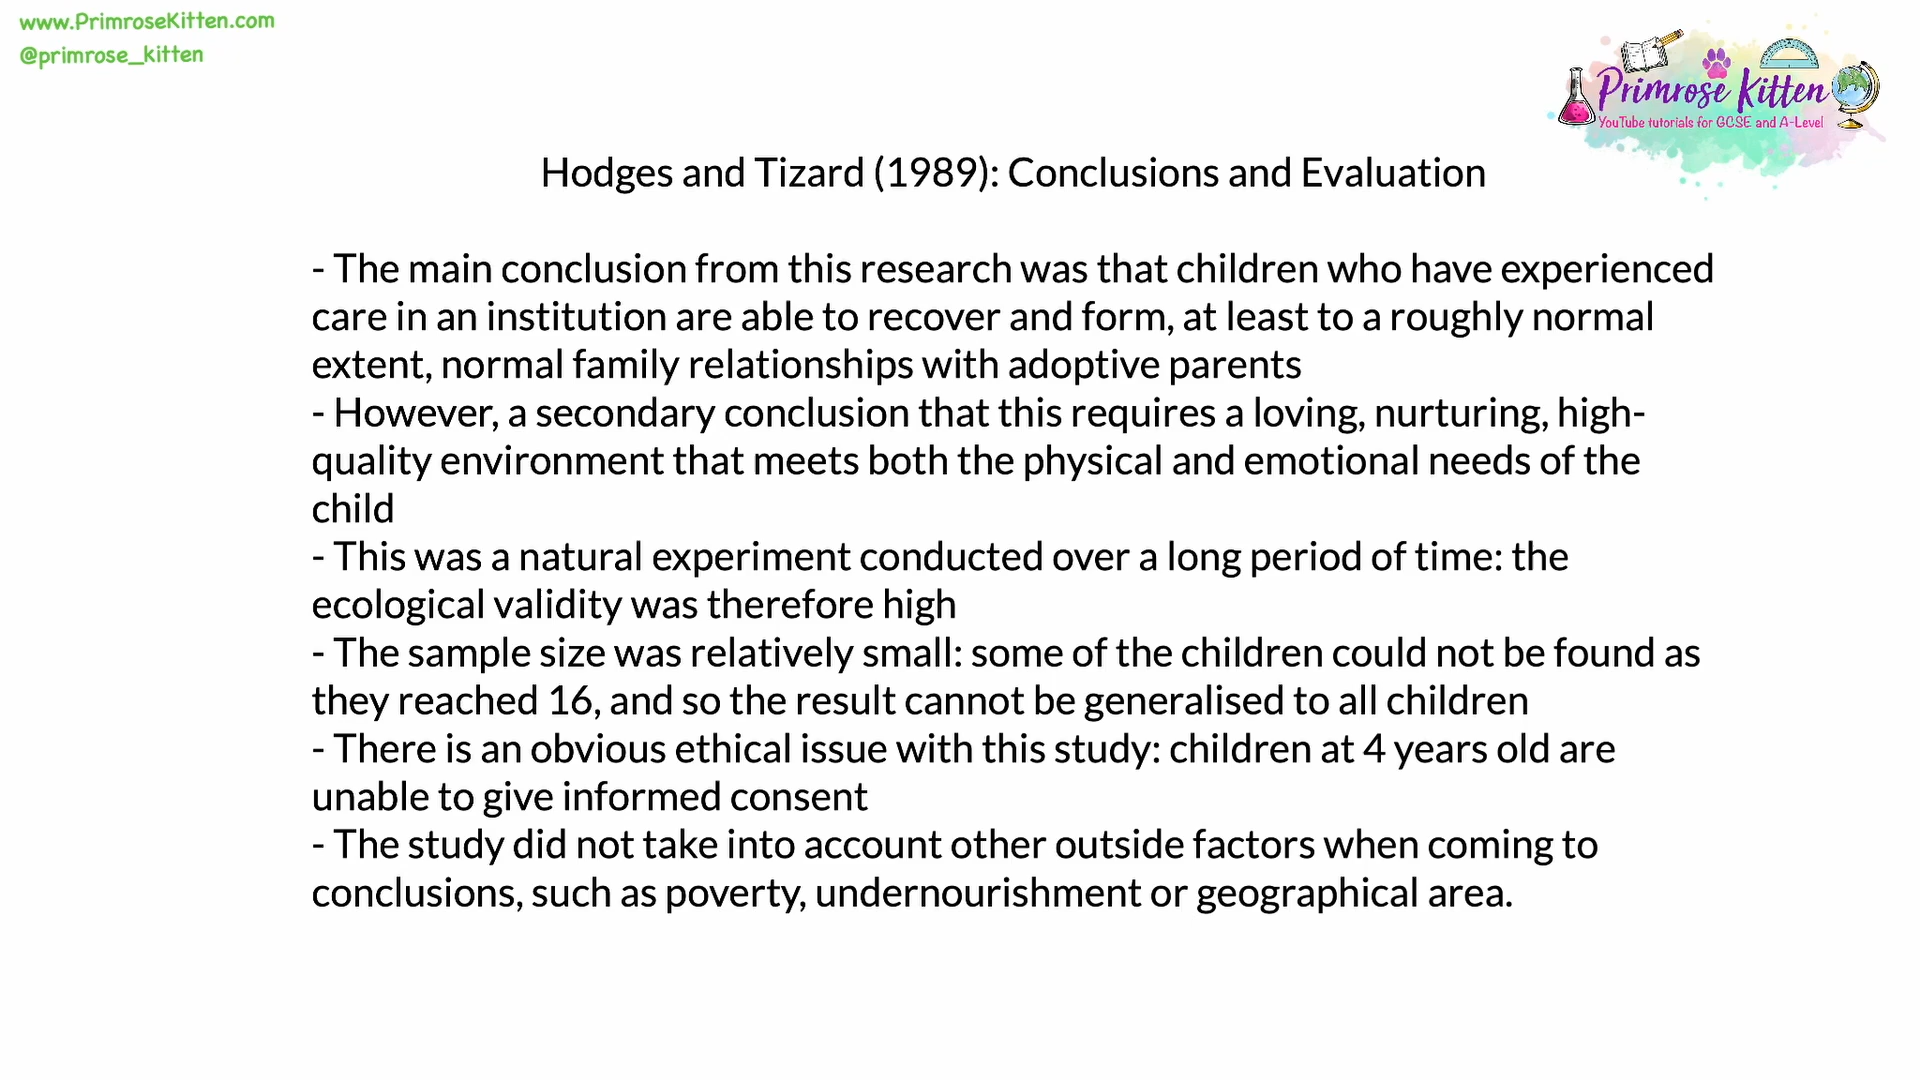 www.PrimroseKitten.com
@primrose_kitten
Primrose Kitten
YouTube tutorials for GCSE and A-Level
Hodges and Tizard (1989): Conclusions and Evaluation
- The main conclusion from this research was that children who have experienced
care in an institution are able to recover and form, at least to a roughly normal
extent, normal family relationships with adoptive parents
- However, a secondary conclusion that this requires a loving, nurturing, high-
quality environment that meets both the physical and emotional needs of the
child
- This was a natural experiment conducted over a long period of time: the
ecological validity was therefore high
- The sample size was relatively small: some of the children could not be found as
they reached 16, and so the result cannot be generalised to all children
- There is an obvious ethical issue with this study: children at 4 years old are
unable to give informed consent
- The study did not take into account other outside factors when coming to
conclusions, such as poverty, undernourishment or geographical area.